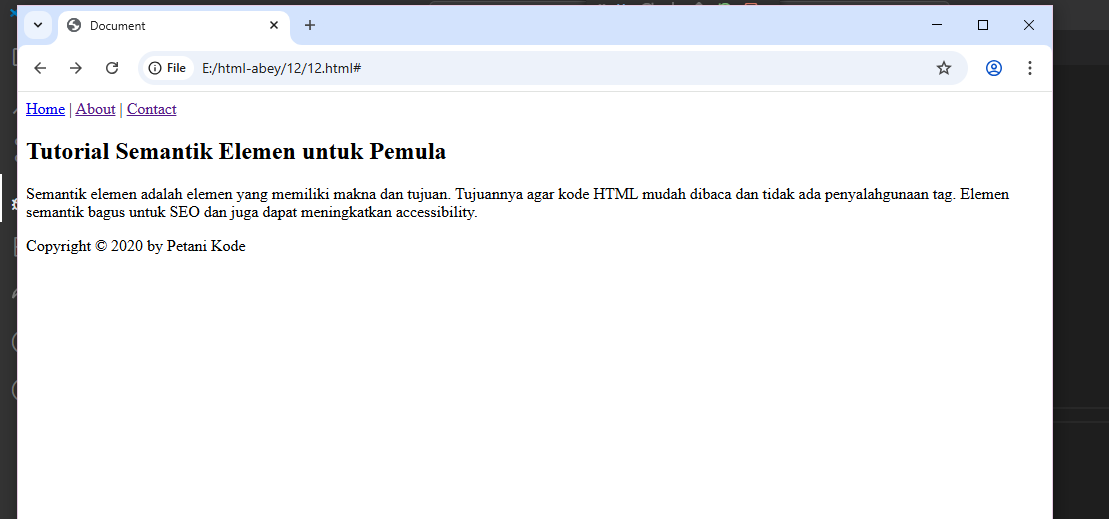 Document
File E:/html-abey/12/12.html#
Home | About | Contact
Tutorial Semantik Elemen untuk Pemula
Semantik elemen adalah elemen yang memiliki makna dan tujuan. Tujuannya agar kode HTML mudah dibaca dan tidak ada penyalahgunaan tag. Elemen
semantik bagus untuk SEO dan juga dapat meningkatkan accessibility.
Copyright © 2020 by Petani Kode